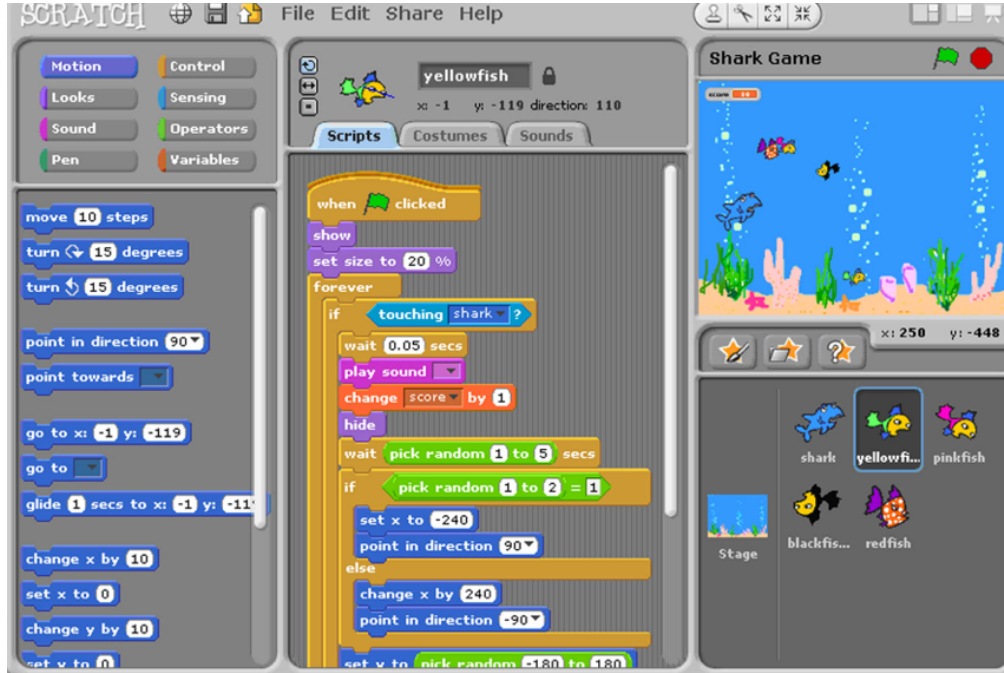 SCRATCH File Edit Share Help
Motion Control
Looks Sensing
Sound Operators
Pen Variables
move 10 steps
turn 15 degrees
turn 15 degrees
point in direction 90
point towards
go to x: -1 y: -119
go to
glide 1 secs to x: -1 y: -11
change x by 10
set x to 0
change y by 10
set y to 0
yellowfish
x: -1 y: -119 direction: 110
Scripts Costumes Sounds
when clicked
show
set size to 20 %
forever
if touching shark ?
wait 0.05 secs
play sound
change score by 1
hide
wait pick random 1 to 5 secs
if pick random 1 to 2 = 1
set x to -240
point in direction 90
else
change x by 240
point in direction -90
set y to pick random -180 to 180
Shark Game
score
x: 250 y: -448
shark yellowfi... pinkfish
Stage
blackfis... redfish